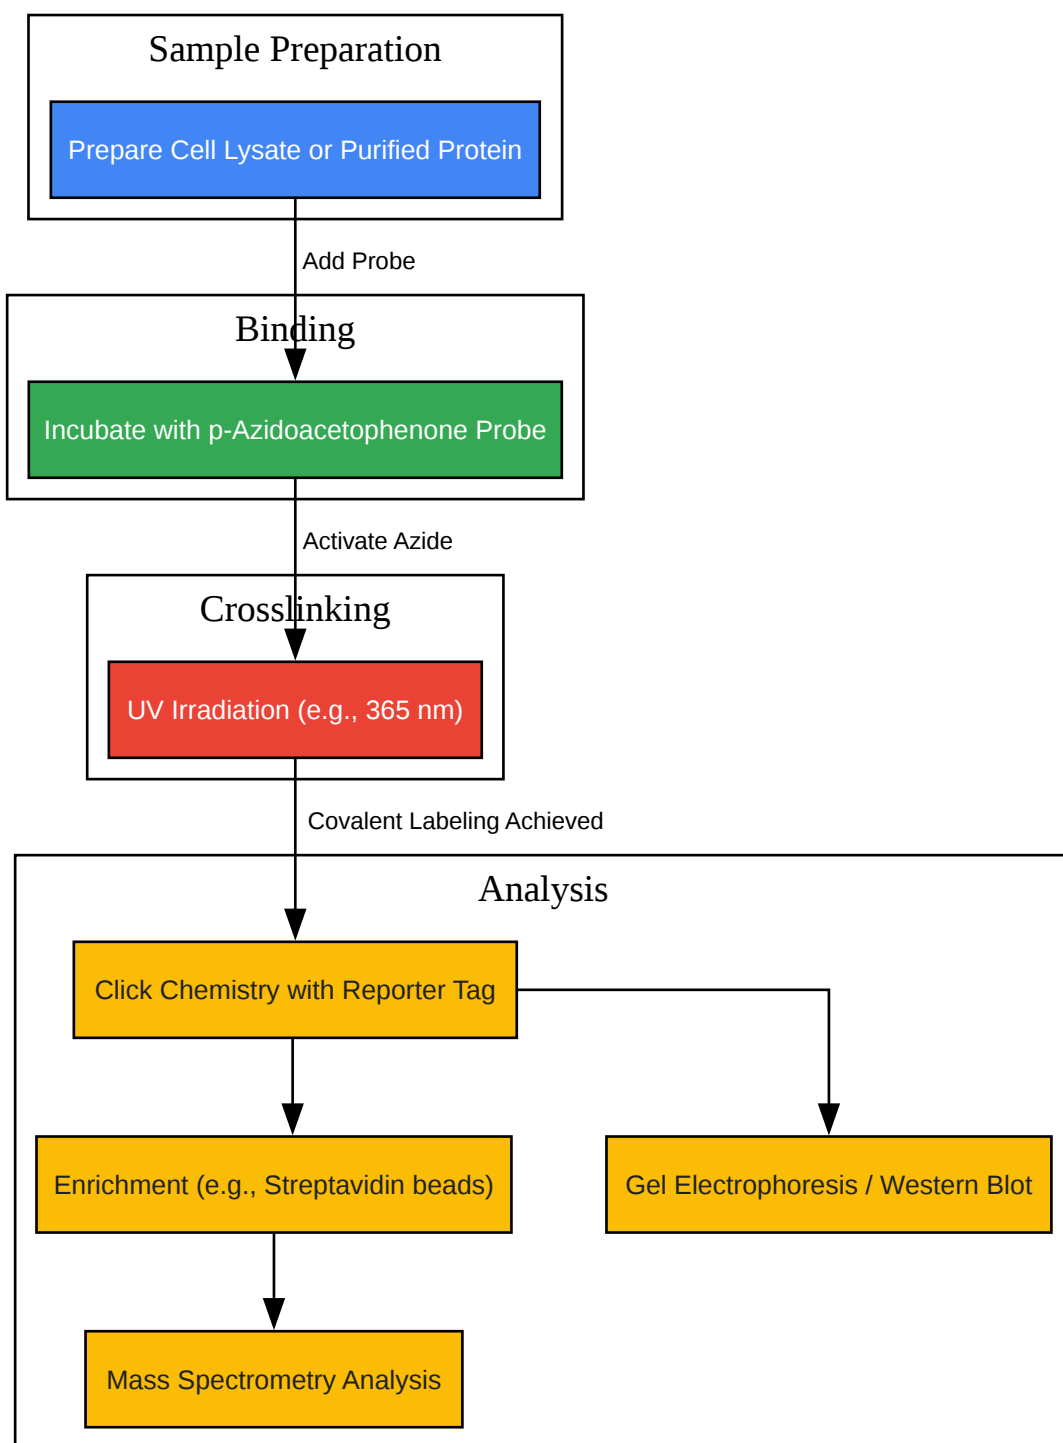 Sample Preparation
Prepare Cell Lysate or Purified Protein
Add Probe
Binding
Incubate with p-Azidoacetophenone Probe
Activate Azide
Crosslinking
UV Irradiation (e.g., 365 nm)
Covalent Labeling Achieved
Analysis
Click Chemistry with Reporter Tag
Enrichment (e.g., Streptavidin beads)
Gel Electrophoresis / Western Blot
Mass Spectrometry Analysis